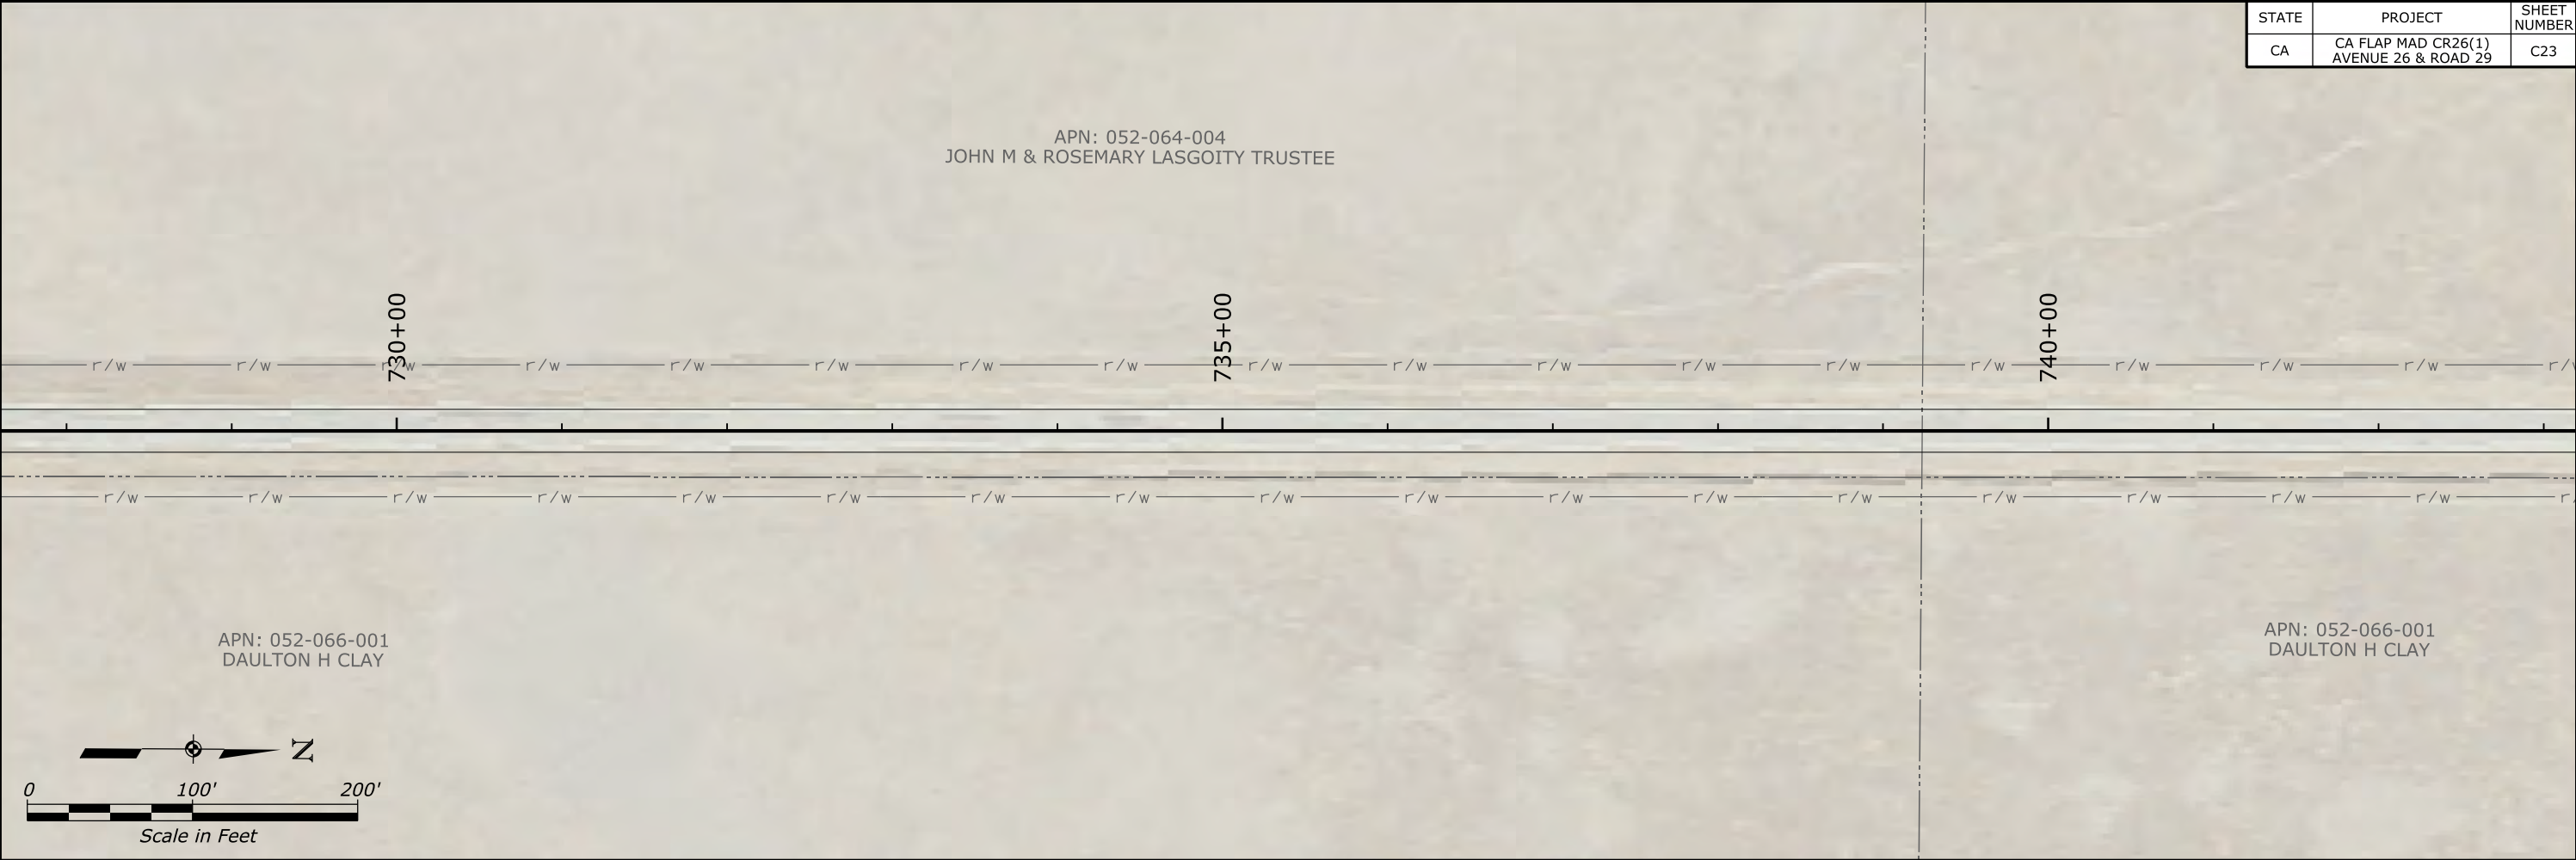 STATE
PROJECT
SHEET
NUMBER
CA
CA FLAP MAD CR26(1)
AVENUE 26 & ROAD 29
C23
APN: 052-064-004
JOHN M & ROSEMARY LASGOITY TRUSTEE
730+00
735+00
740+00
r/w r/w r/w r/w r/w r/w r/w r/w r/w r/w r/w r/w r/w r/w r/w r/w r/w r/
r/w r/w r/w r/w r/w r/w r/w r/w r/w r/w r/w r/w r/w r/w r/w r/w r/w r
APN: 052-066-001
DAULTON H CLAY
APN: 052-066-001
DAULTON H CLAY
N
0 100' 200'
Scale in Feet